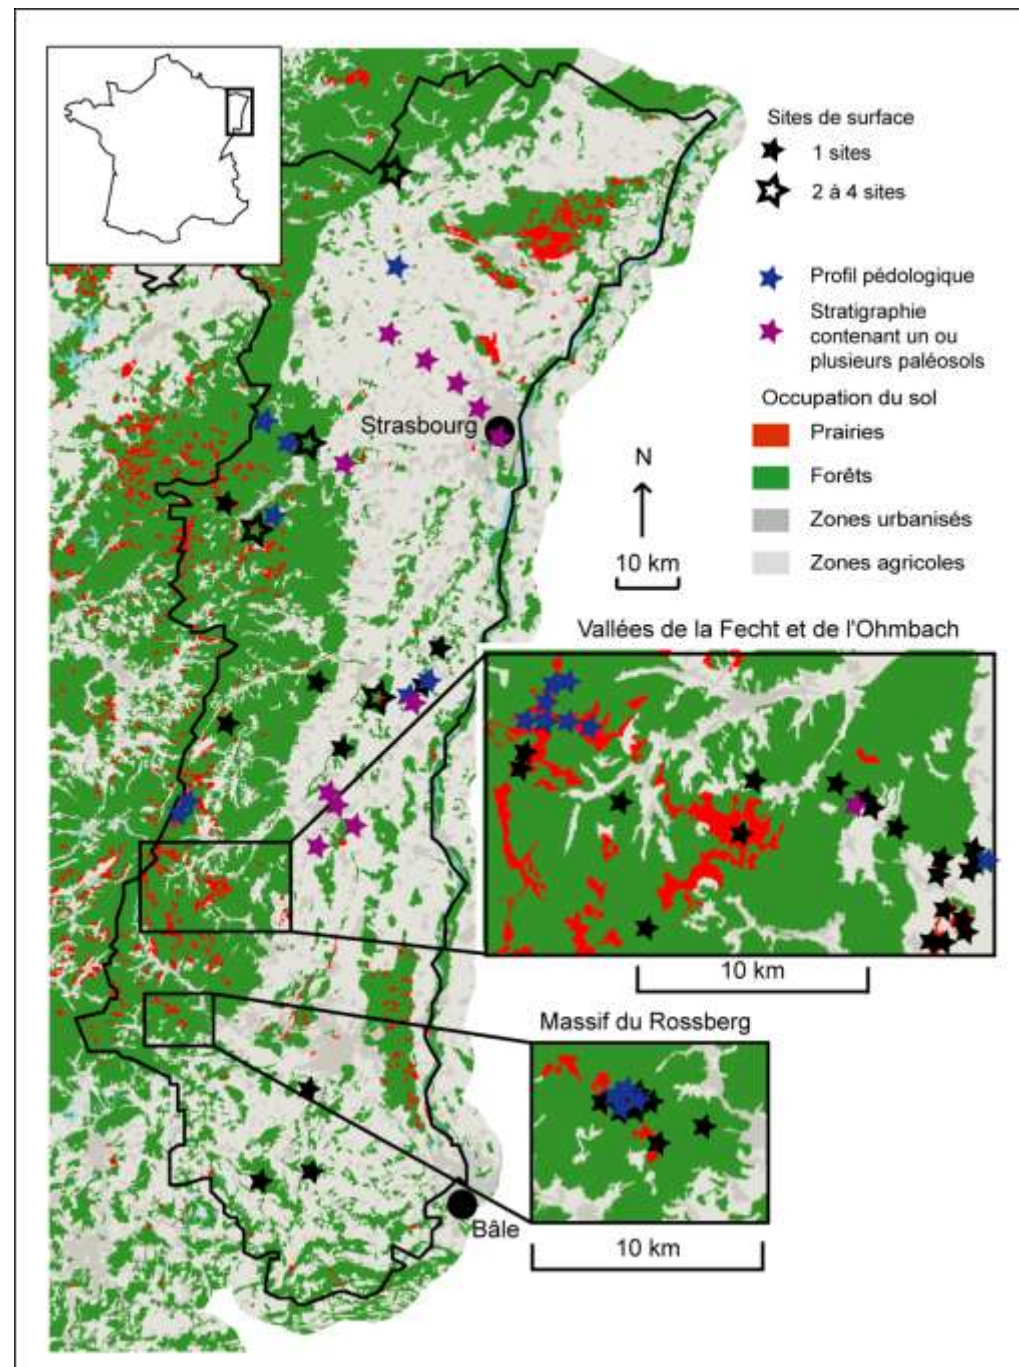 Sites de surface
1 sites
2 à 4 sites
Profil pédologique
Stratigraphie
contenant un ou
plusieurs paléosols
Occupation du sol
Prairies
Forêts
Zones urbanisés
Zones agricoles
Strasbourg
N
10 km
Vallées de la Fecht et de l'Ohmbach
10 km
Massif du Rossberg
10 km
Bâle